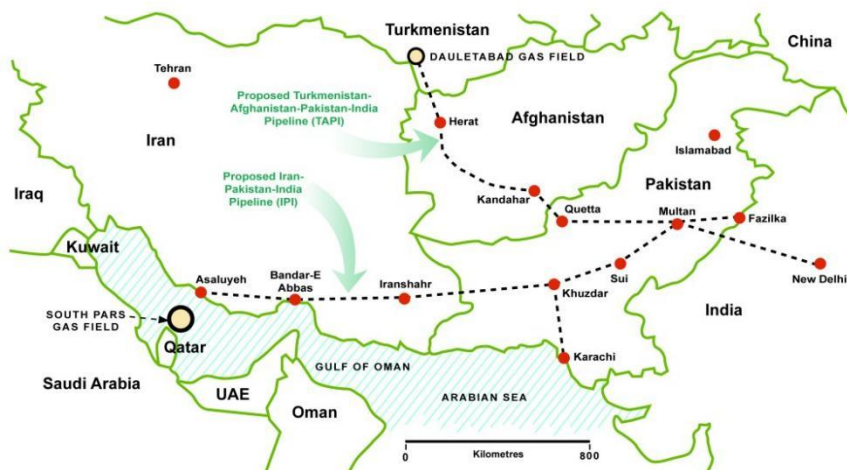 Turkmenistan
China
DAULETABAD GAS FIELD
Tehran
Proposed Turkmenistan-
Afghanistan-Pakistan-India
Pipeline (TAPI)
Herat
Afghanistan
Islamabad
Iran
Proposed Iran-
Pakistan-India
Pipeline (IPI)
Pakistan
Iraq
Kandahar
Quetta
Multan
Fazilka
Kuwait
Asaluyeh
Bandar-E
Abbas
Iranshahr
Khuzdar
Sui
New Delhi
India
SOUTH PARS
GAS FIELD
Qatar
Karachi
GULF OF OMAN
Saudi Arabia
UAE
Oman
ARABIAN SEA
0
Kilometres
800